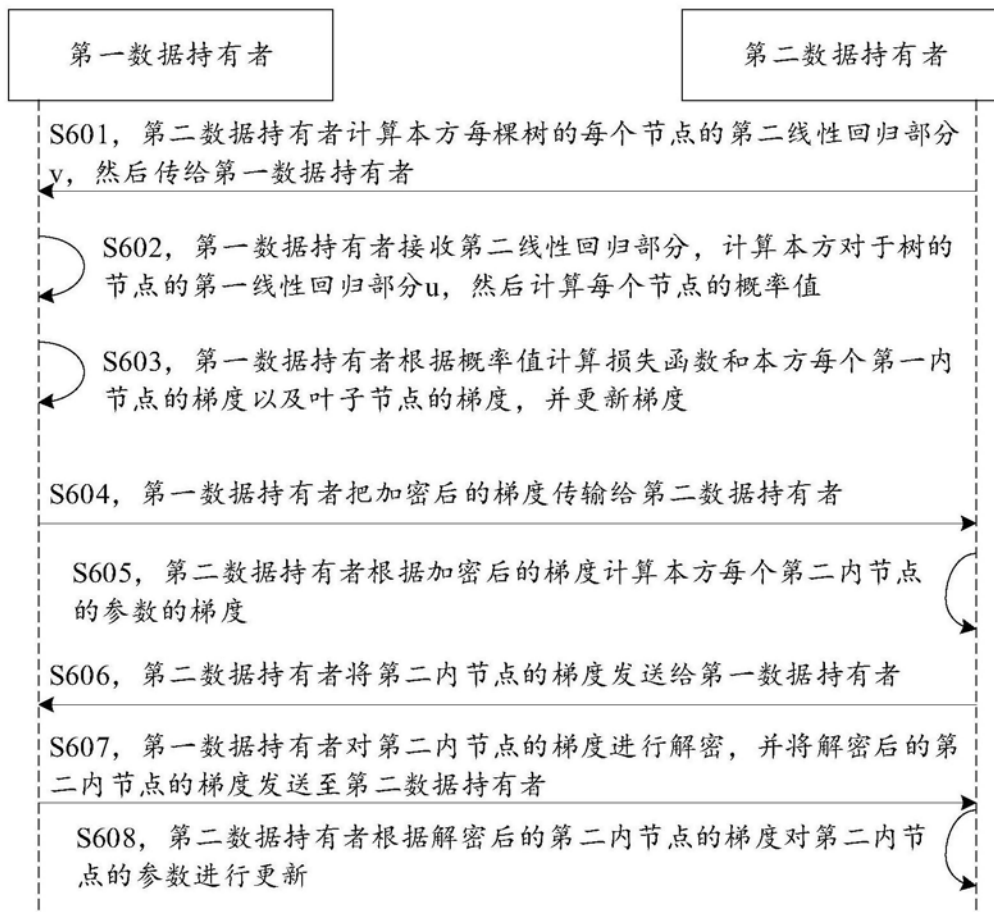 第一数据持有者
第二数据持有者
S601，第二数据持有者计算本方每棵树的每个节点的第二线性回归部分
v，然后传给第一数据持有者
S602，第一数据持有者接收第二线性回归部分，计算本方对于树的
节点的第一线性回归部分u，然后计算每个节点的概率值
S603，第一数据持有者根据概率值计算损失函数和本方每个第一内
节点的梯度以及叶子节点的梯度，并更新梯度
S604，第一数据持有者把加密后的梯度传输给第二数据持有者
S605，第二数据持有者根据加密后的梯度计算本方每个第二内节点
的参数的梯度
S606，第二数据持有者将第二内节点的梯度发送给第一数据持有者
S607，第一数据持有者对第二内节点的梯度进行解密，并将解密后的第
二内节点的梯度发送至第二数据持有者
S608，第二数据持有者根据解密后的第二内节点的梯度对第二内节
点的参数进行更新